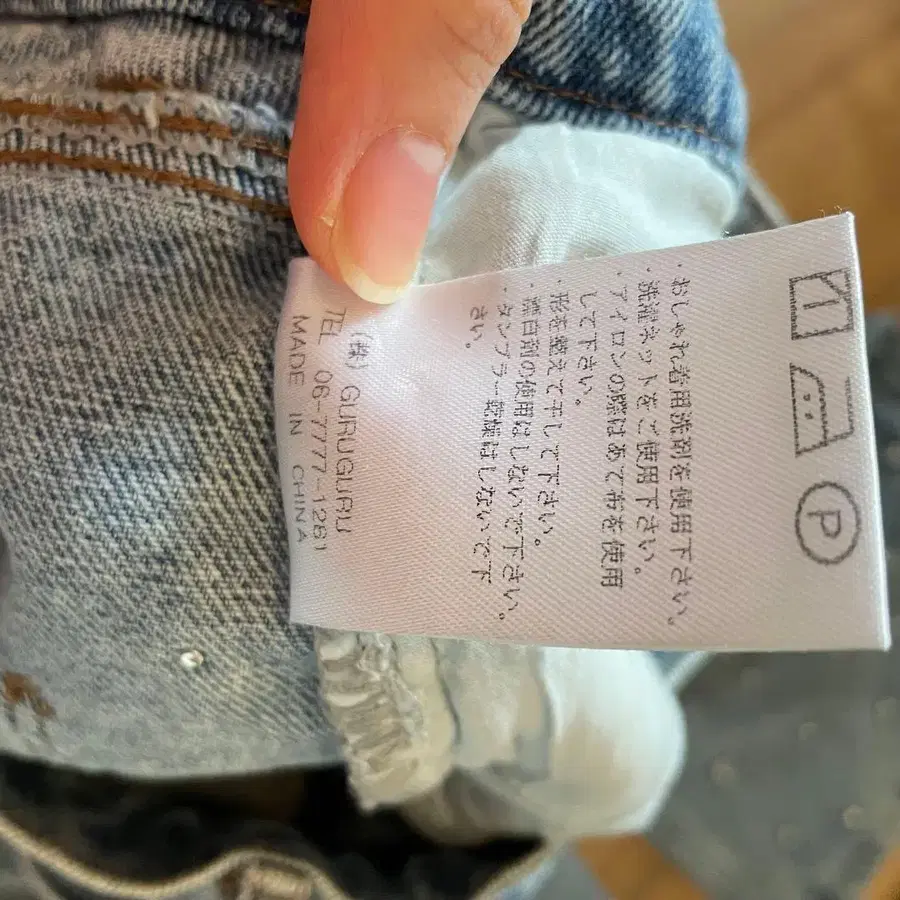 P
・おしゃれ着用洗剤を使用下さい。
・洗濯ネットをご使用下さい。
・アイロンの際はあて布を使用
して下さい。
・形を整えて干して下さい。
・漂白剤の使用はしないで下さい。
・タンブラー乾燥はしないで下
さい。
(株) GURUGURU
TEL 06-7777-1261
MADE IN CHINA